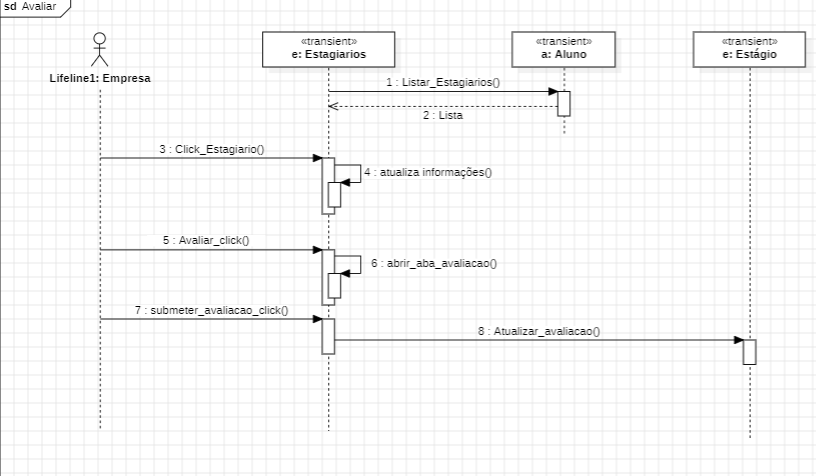 sd Avaliar
«transient»
e: Estagiarios
«transient»
a: Aluno
«transient»
e: Estágio
Lifeline1: Empresa
1 : Listar_Estagiarios()
2 : Lista
3 : Click_Estagiario()
4 : atualiza informações()
5 : Avaliar_click()
6 : abrir_aba_avaliacao()
7 : submeter_avaliacao_click()
8 : Atualizar_avaliacao()